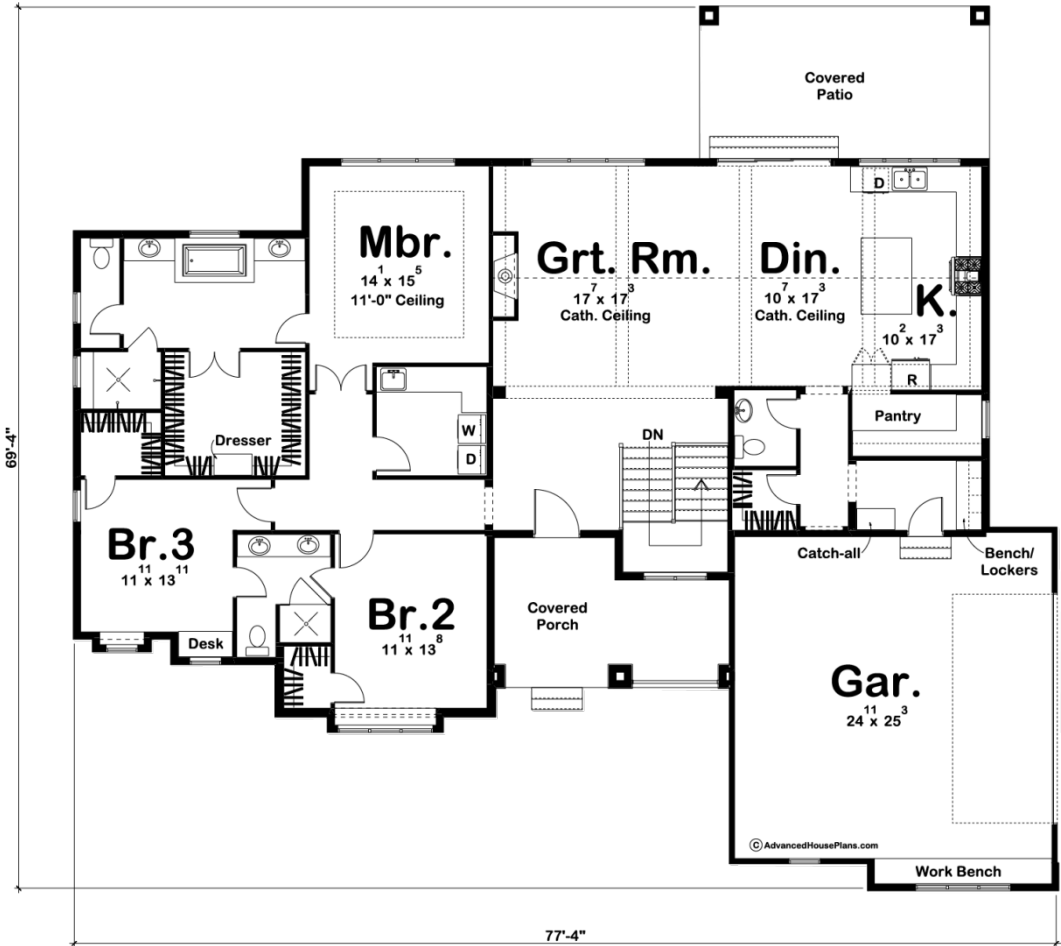 Covered
Patio
D
Mbr.
14 1 x 15 5
11'-0" Ceiling
Grt. Rm.
17 7 x 17 3
Cath. Ceiling
Din.
10 7 x 17 3
Cath. Ceiling
K.
10 2 x 17 3
R
Pantry
W
D
Dresser
DN
69'-4"
Br.3
11 11 x 13 11
Desk
Br.2
11 11 x 13 8
Covered
Porch
Catch-all
Bench/
Lockers
Gar.
24 11 x 25 3
© AdvancedHousePlans.com
Work Bench
77'-4"